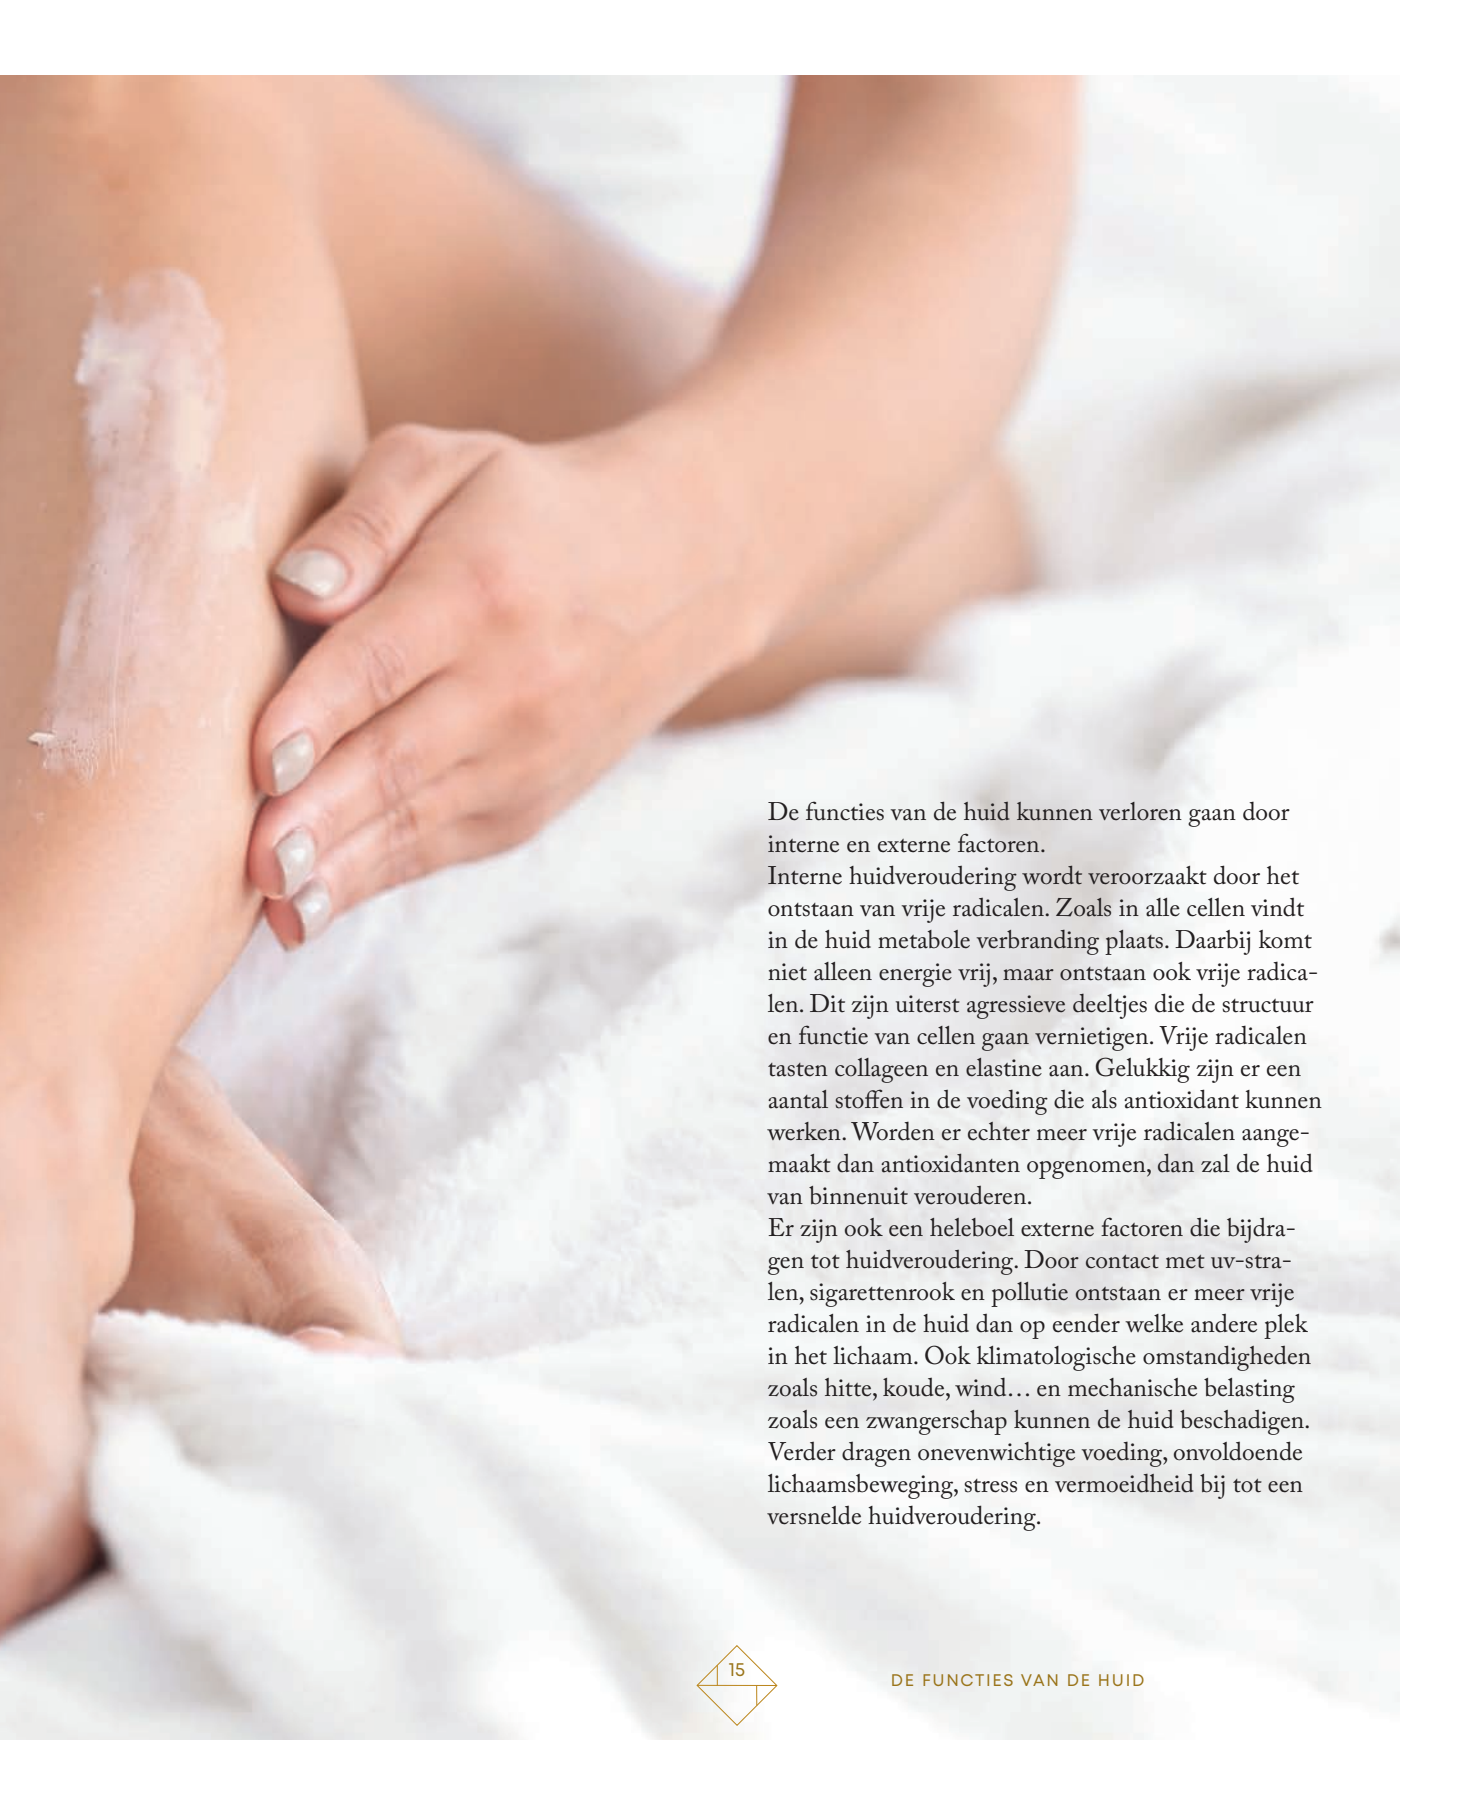 De functies van de huid kunnen verloren gaan door
interne en externe factoren.
Interne huidveroudering wordt veroorzaakt door het
ontstaan van vrije radicalen. Zoals in alle cellen vindt
in de huid metabole verbranding plaats. Daarbij komt
niet alleen energie vrij, maar ontstaan ook vrije radica-
len. Dit zijn uiterst agressieve deeltjes die de structuur
en functie van cellen gaan vernietigen. Vrije radicalen
tasten collageen en elastine aan. Gelukkig zijn er een
aantal stoffen in de voeding die als antioxidant kunnen
werken. Worden er echter meer vrije radicalen aange-
maakt dan antioxidanten opgenomen, dan zal de huid
van binnenuit verouderen.
Er zijn ook een heleboel externe factoren die bijdra-
gen tot huidveroudering. Door contact met uv-stra-
len, sigarettenrook en pollutie ontstaan er meer vrije
radicalen in de huid dan op eender welke andere plek
in het lichaam. Ook klimatologische omstandigheden
zoals hitte, koude, wind… en mechanische belasting
zoals een zwangerschap kunnen de huid beschadigen.
Verder dragen onevenwichtige voeding, onvoldoende
lichaamsbeweging, stress en vermoeidheid bij tot een
versnelde huidveroudering.
15
DE FUNCTIES VAN DE HUID